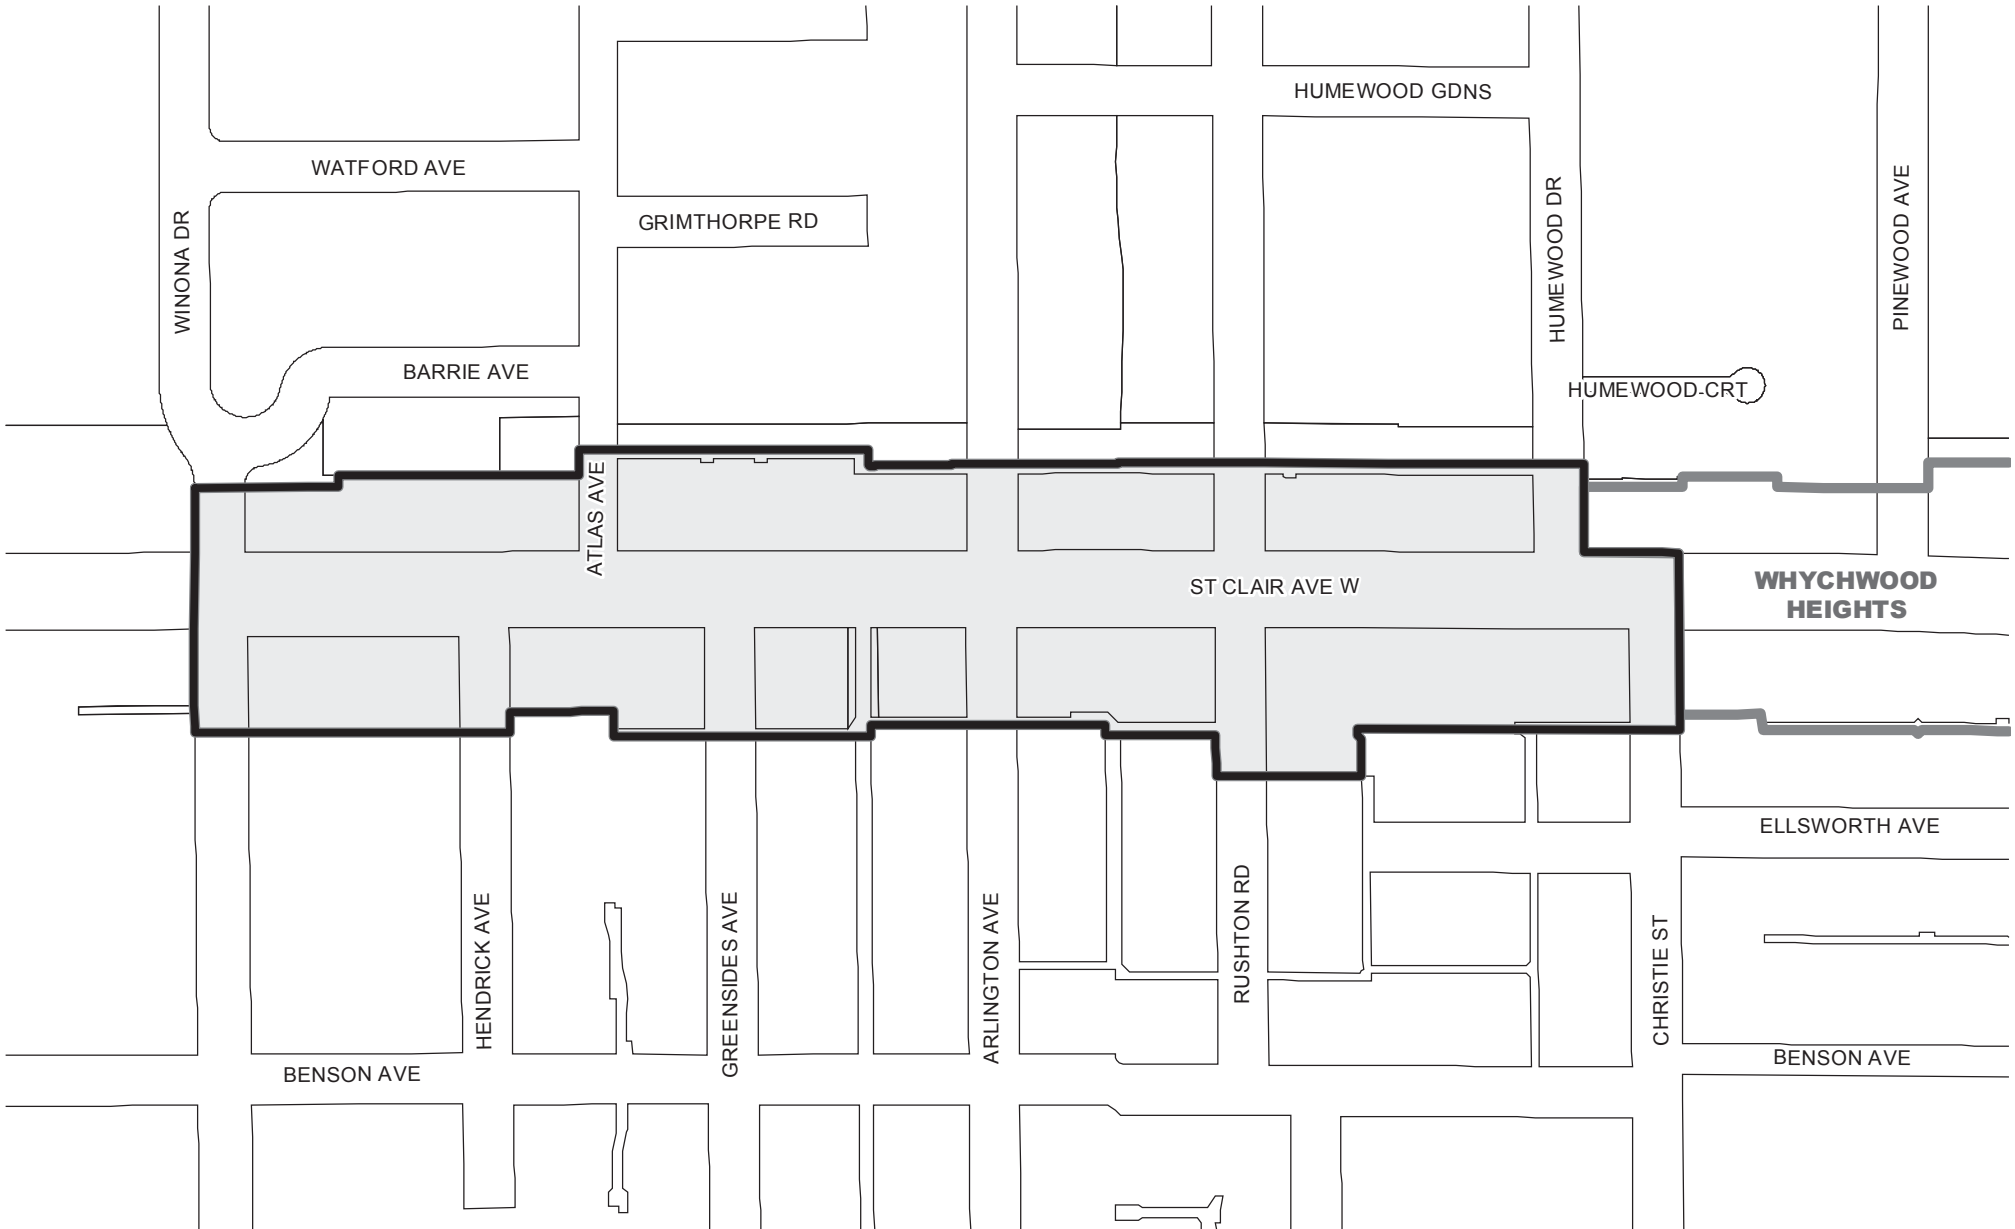 HUMEWOOD GDNS
WATFORD AVE
GRIMTHORPE RD
WINONA DR
HUMEWOOD DR
PINEWOOD AVE
BARRIE AVE
HUMEWOOD CRT
ATLAS AVE
ST CLAIR AVE W
WHYCHWOOD
HEIGHTS
ELLSWORTH AVE
HENDRICK AVE
GREENSIDES AVE
ARLINGTON AVE
RUSHTON RD
CHRISTIE ST
BENSON AVE
BENSON AVE